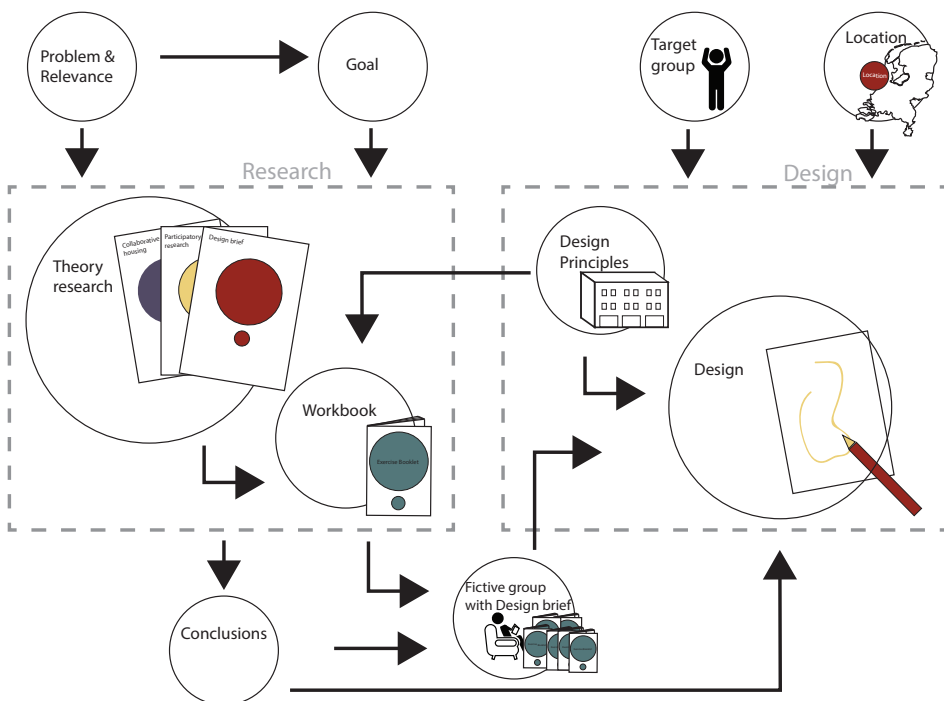 Problem &
Relevance
Goal
Target
group
Location
Location
Research
Design
Theory
research
Collaborative
housing
Participatory
research
Design brief
Design
Principles
Design
Workbook
Exercise Booklet
Conclusions
Fictive group
with Design brief